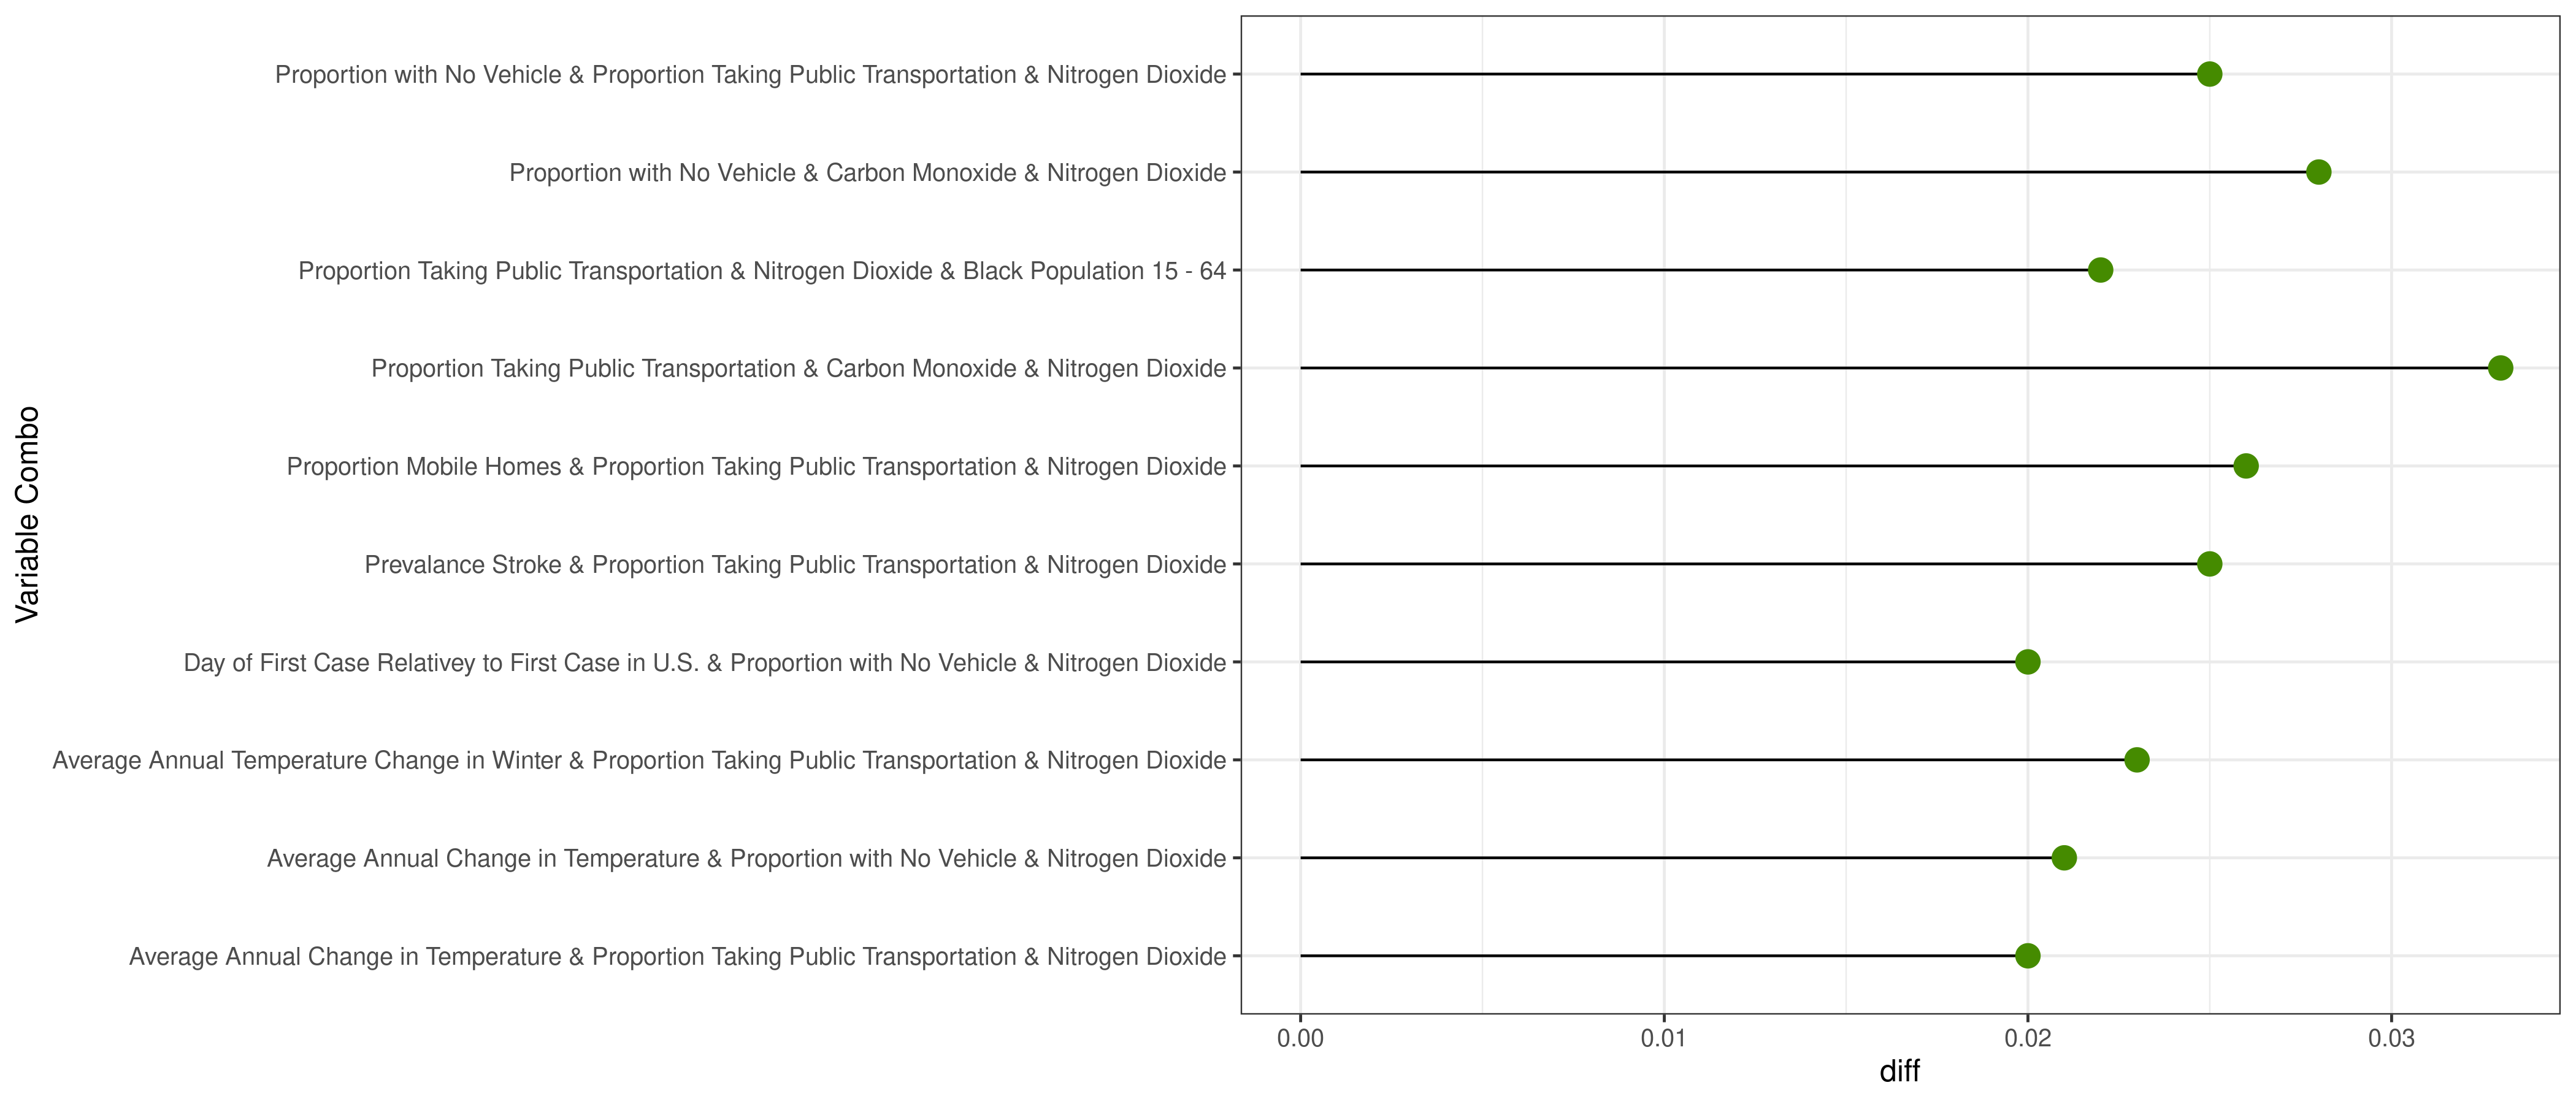 Proportion with No Vehicle & Proportion Taking Public Transportation & Nitrogen Dioxide
Proportion with No Vehicle & Carbon Monoxide & Nitrogen Dioxide
Proportion Taking Public Transportation & Nitrogen Dioxide & Black Population 15 - 64
Proportion Taking Public Transportation & Carbon Monoxide & Nitrogen Dioxide
Proportion Mobile Homes & Proportion Taking Public Transportation & Nitrogen Dioxide
Prevalance Stroke & Proportion Taking Public Transportation & Nitrogen Dioxide
Day of First Case Relativey to First Case in U.S. & Proportion with No Vehicle & Nitrogen Dioxide
Average Annual Temperature Change in Winter & Proportion Taking Public Transportation & Nitrogen Dioxide
Average Annual Change in Temperature & Proportion with No Vehicle & Nitrogen Dioxide
Average Annual Change in Temperature & Proportion Taking Public Transportation & Nitrogen Dioxide
Variable Combo
0.00 0.01 0.02 0.03
diff